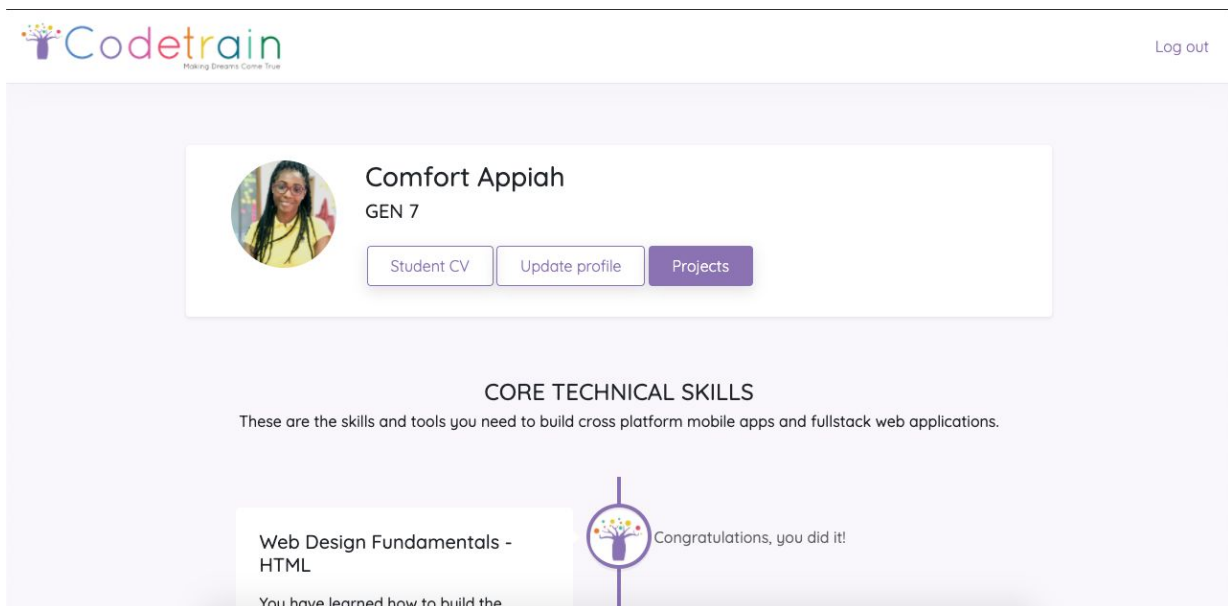 Codetrain
Making Dreams Come True
Log out
Comfort Appiah
GEN 7
Student CV
Update profile
Projects
CORE TECHNICAL SKILLS
These are the skills and tools you need to build cross platform mobile apps and fullstack web applications.
Web Design Fundamentals -
HTML
Congratulations, you did it!
You have learned how to build the